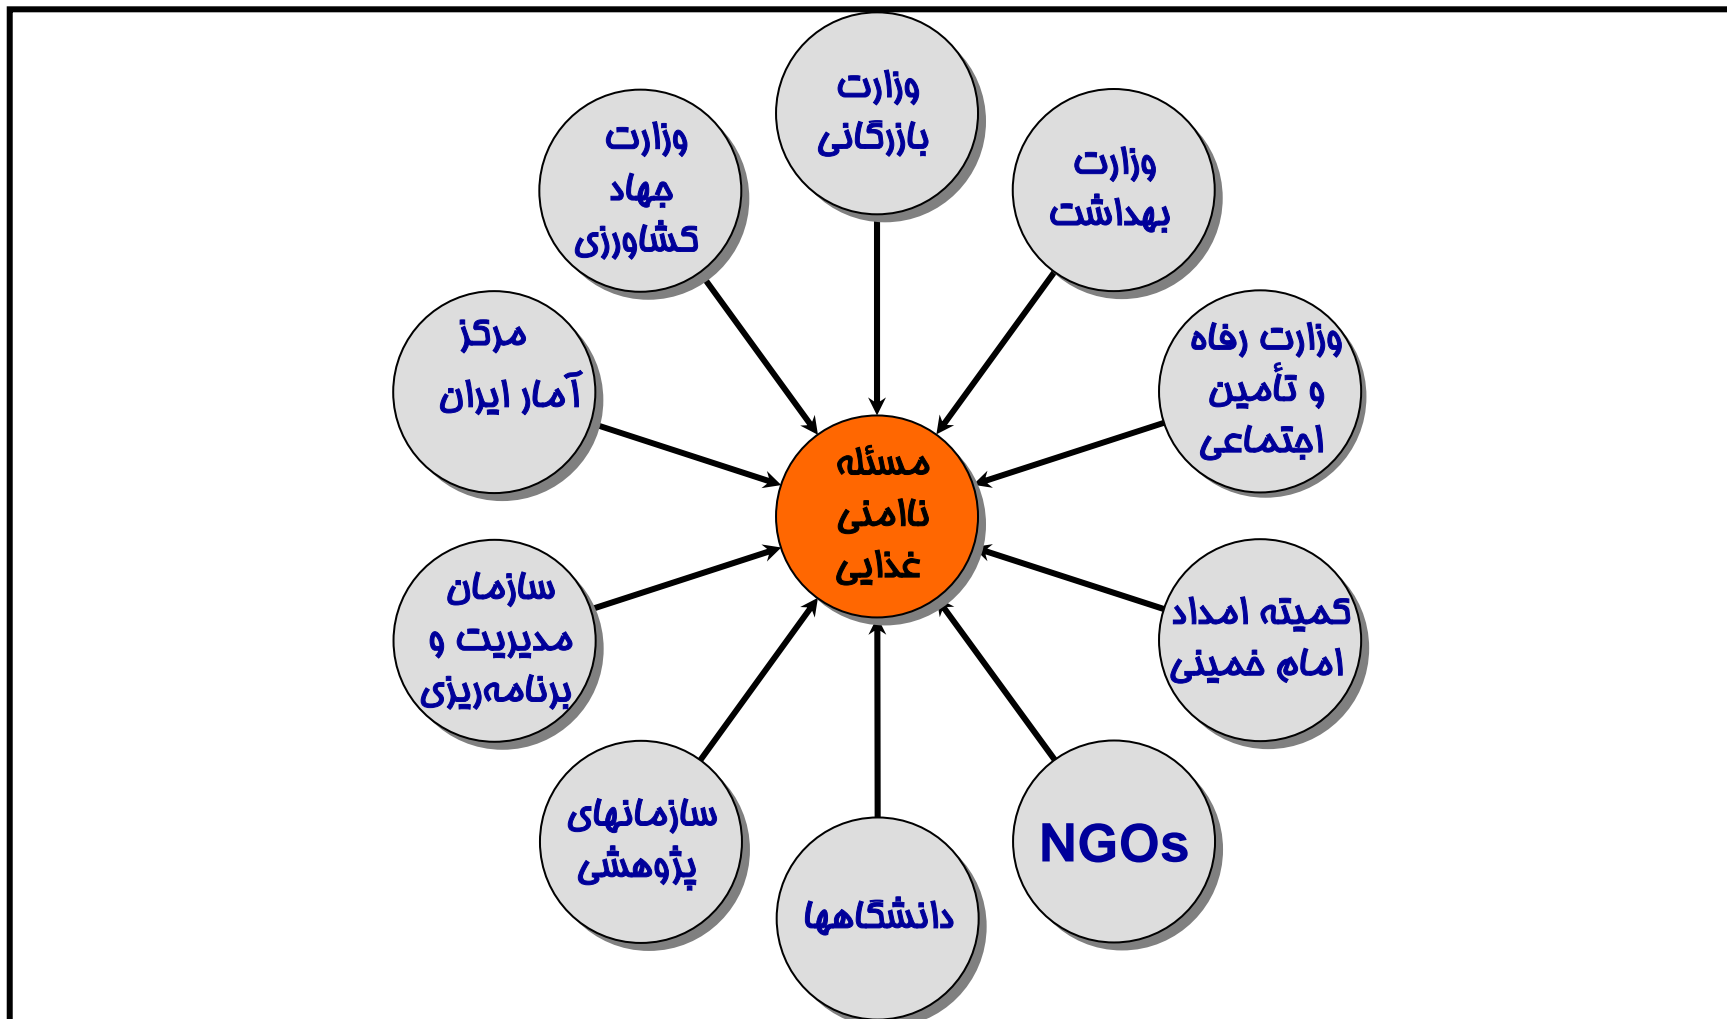 وزارت
بازرگانی
وزارت
بهداشت
وزارت رفاه
و تأمین
اجتماعی
کمیته امداد
امام خمینی
NGOs
دانشگاهها
سازمانهای
پژوهشی
سازمان
مدیریت و
برنامه‌ریزی
مرکز
آمار ایران
وزارت
جهاد
کشاورزی
مسئله
ناامنی
غذایی